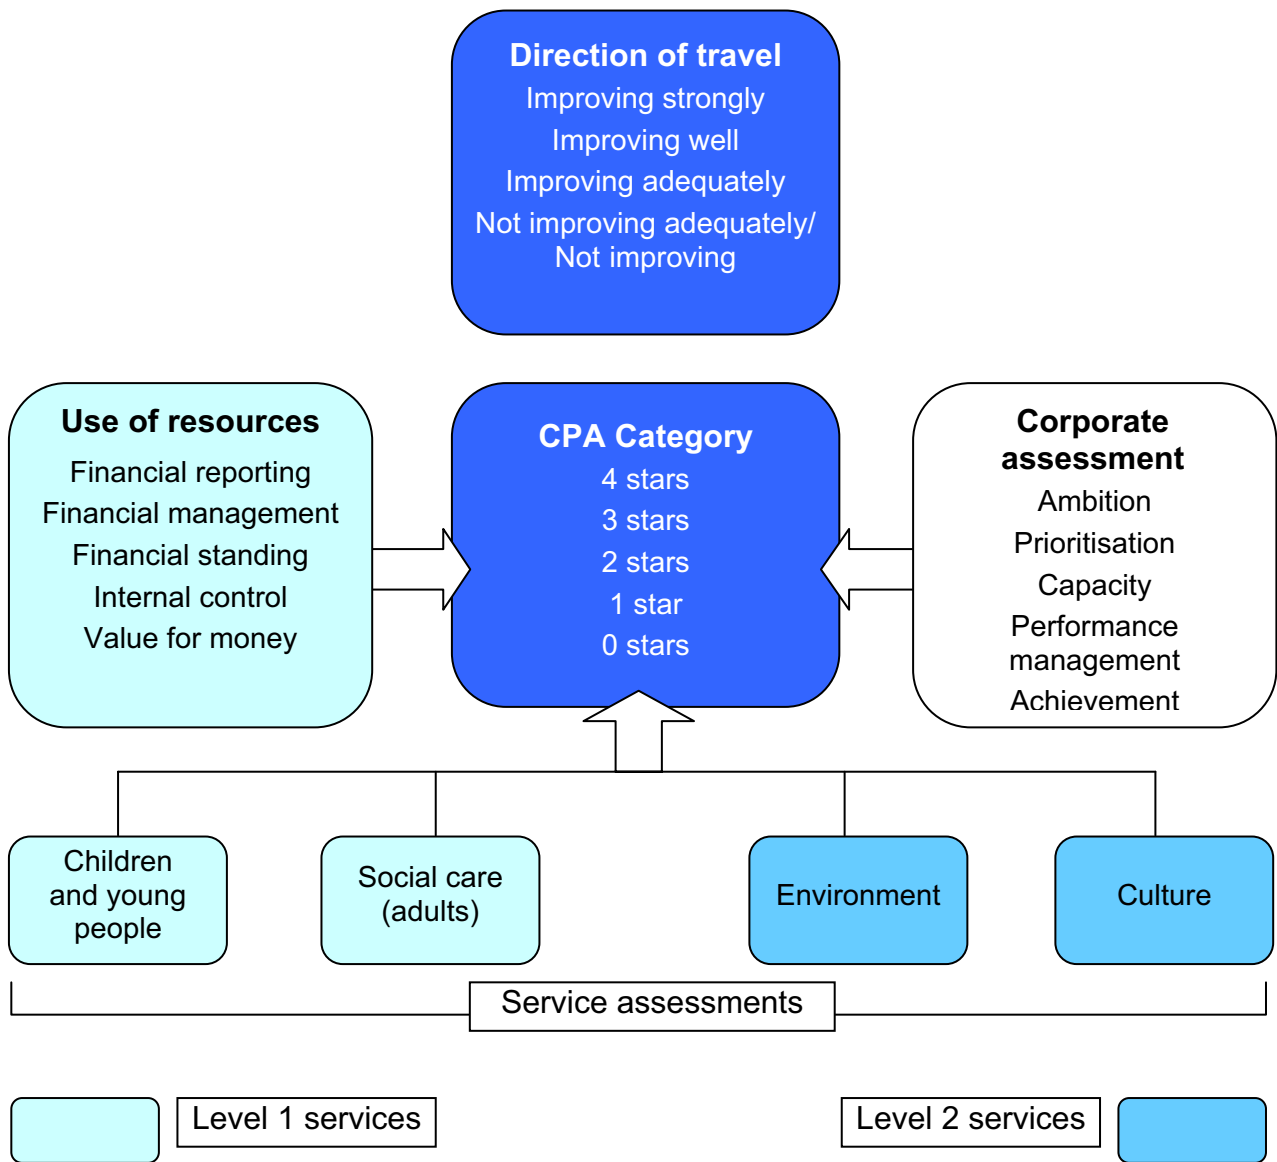 Direction of travel
Improving strongly
Improving well
Improving adequately
Not improving adequately/
Not improving
Use of resources
Financial reporting
Financial management
Financial standing
Internal control
Value for money
CPA Category
4 stars
3 stars
2 stars
1 star
0 stars
Corporate
assessment
Ambition
Prioritisation
Capacity
Performance
management
Achievement
Children
and young
people
Social care
(adults)
Environment
Culture
Service assessments
Level 1 services
Level 2 services